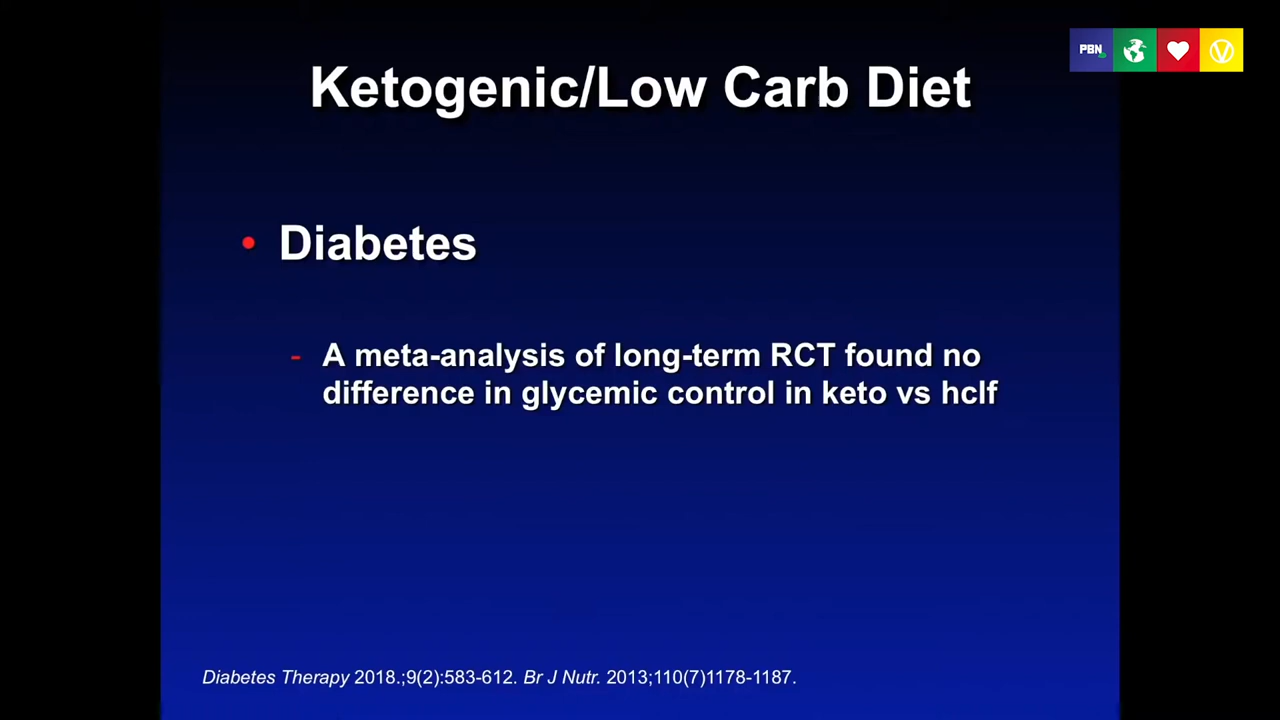 PBN
Ketogenic/Low Carb Diet
• Diabetes
- A meta-analysis of long-term RCT found no
difference in glycemic control in keto vs hclf
Diabetes Therapy 2018.;9(2):583-612. Br J Nutr. 2013;110(7)1178-1187.